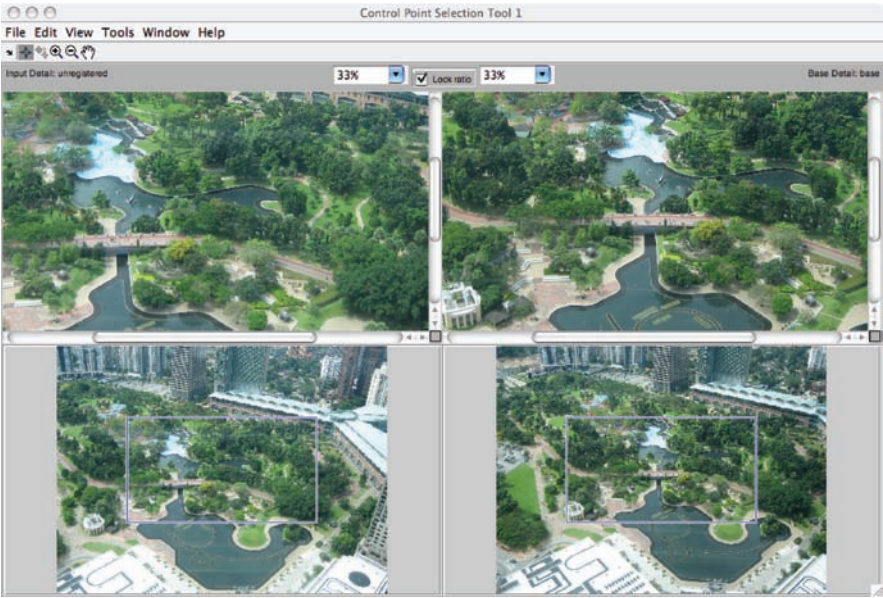 Control Point Selection Tool 1
File Edit View Tools Window Help
Input Detail: unregistered
33%
Lock ratio
33%
Base Detail: base